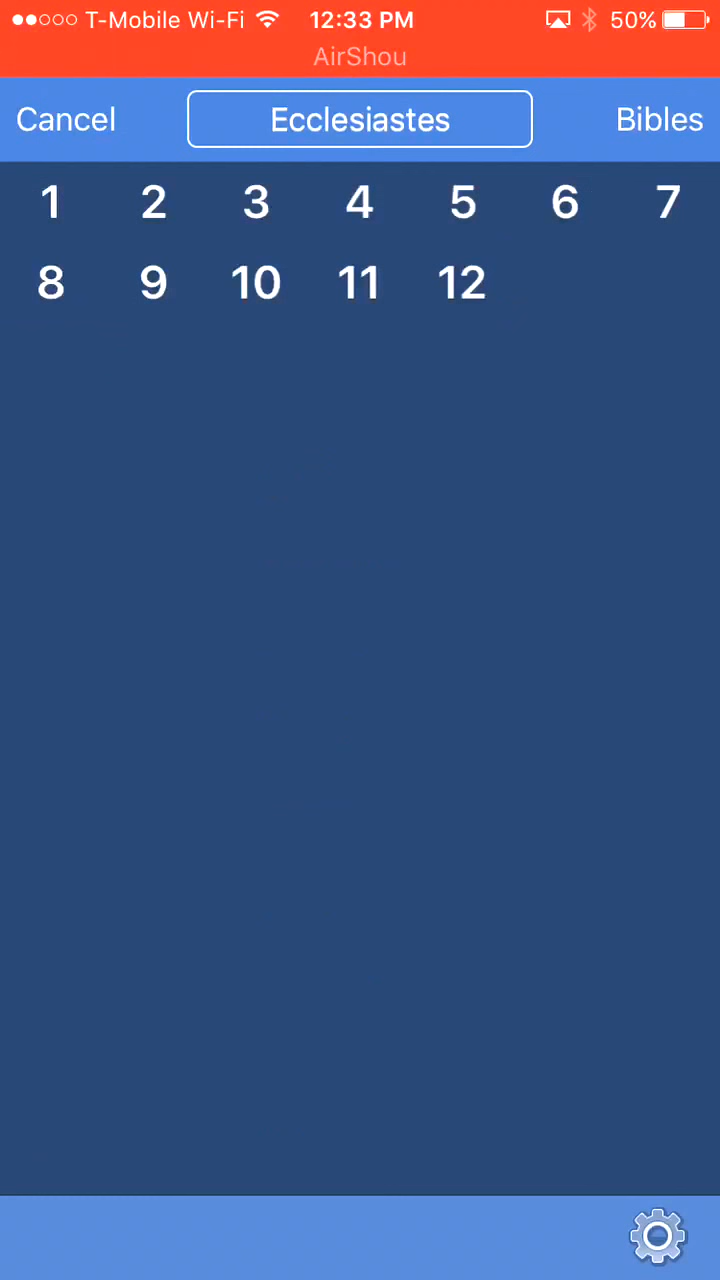 T-Mobile Wi-Fi 12:33 PM 50%
AirShou
Cancel Ecclesiastes Bibles
1 2 3 4 5 6 7
8 9 10 11 12